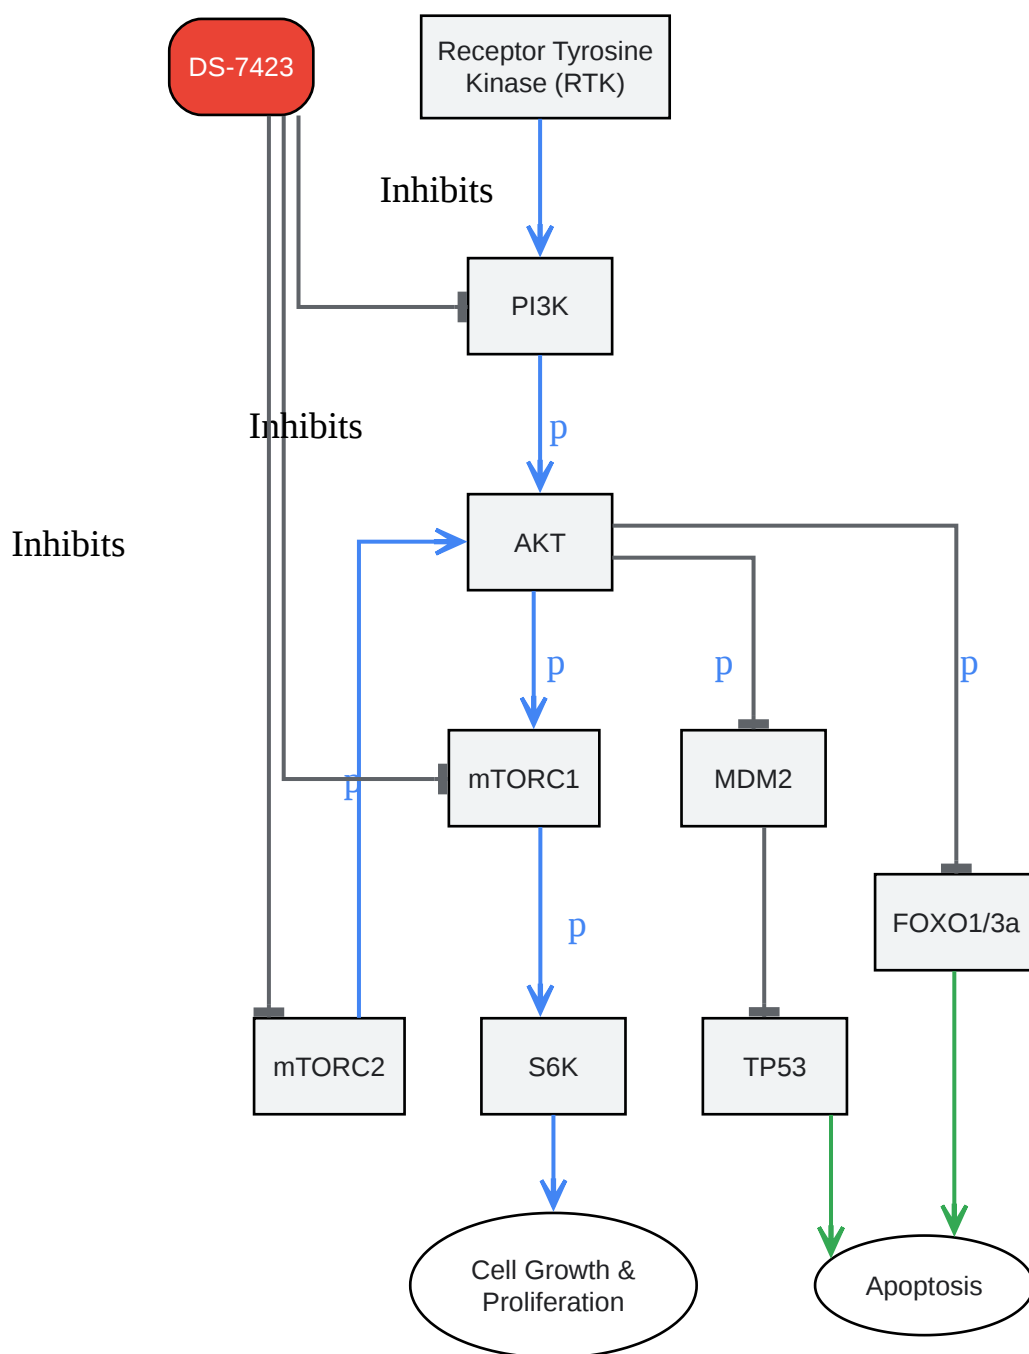 DS-7423
Receptor Tyrosine
Kinase (RTK)
Inhibits
PI3K
Inhibits
p
Inhibits
AKT
p
p
p
p
mTORC1
MDM2
FOXO1/3a
p
mTORC2
S6K
TP53
Cell Growth &
Proliferation
Apoptosis